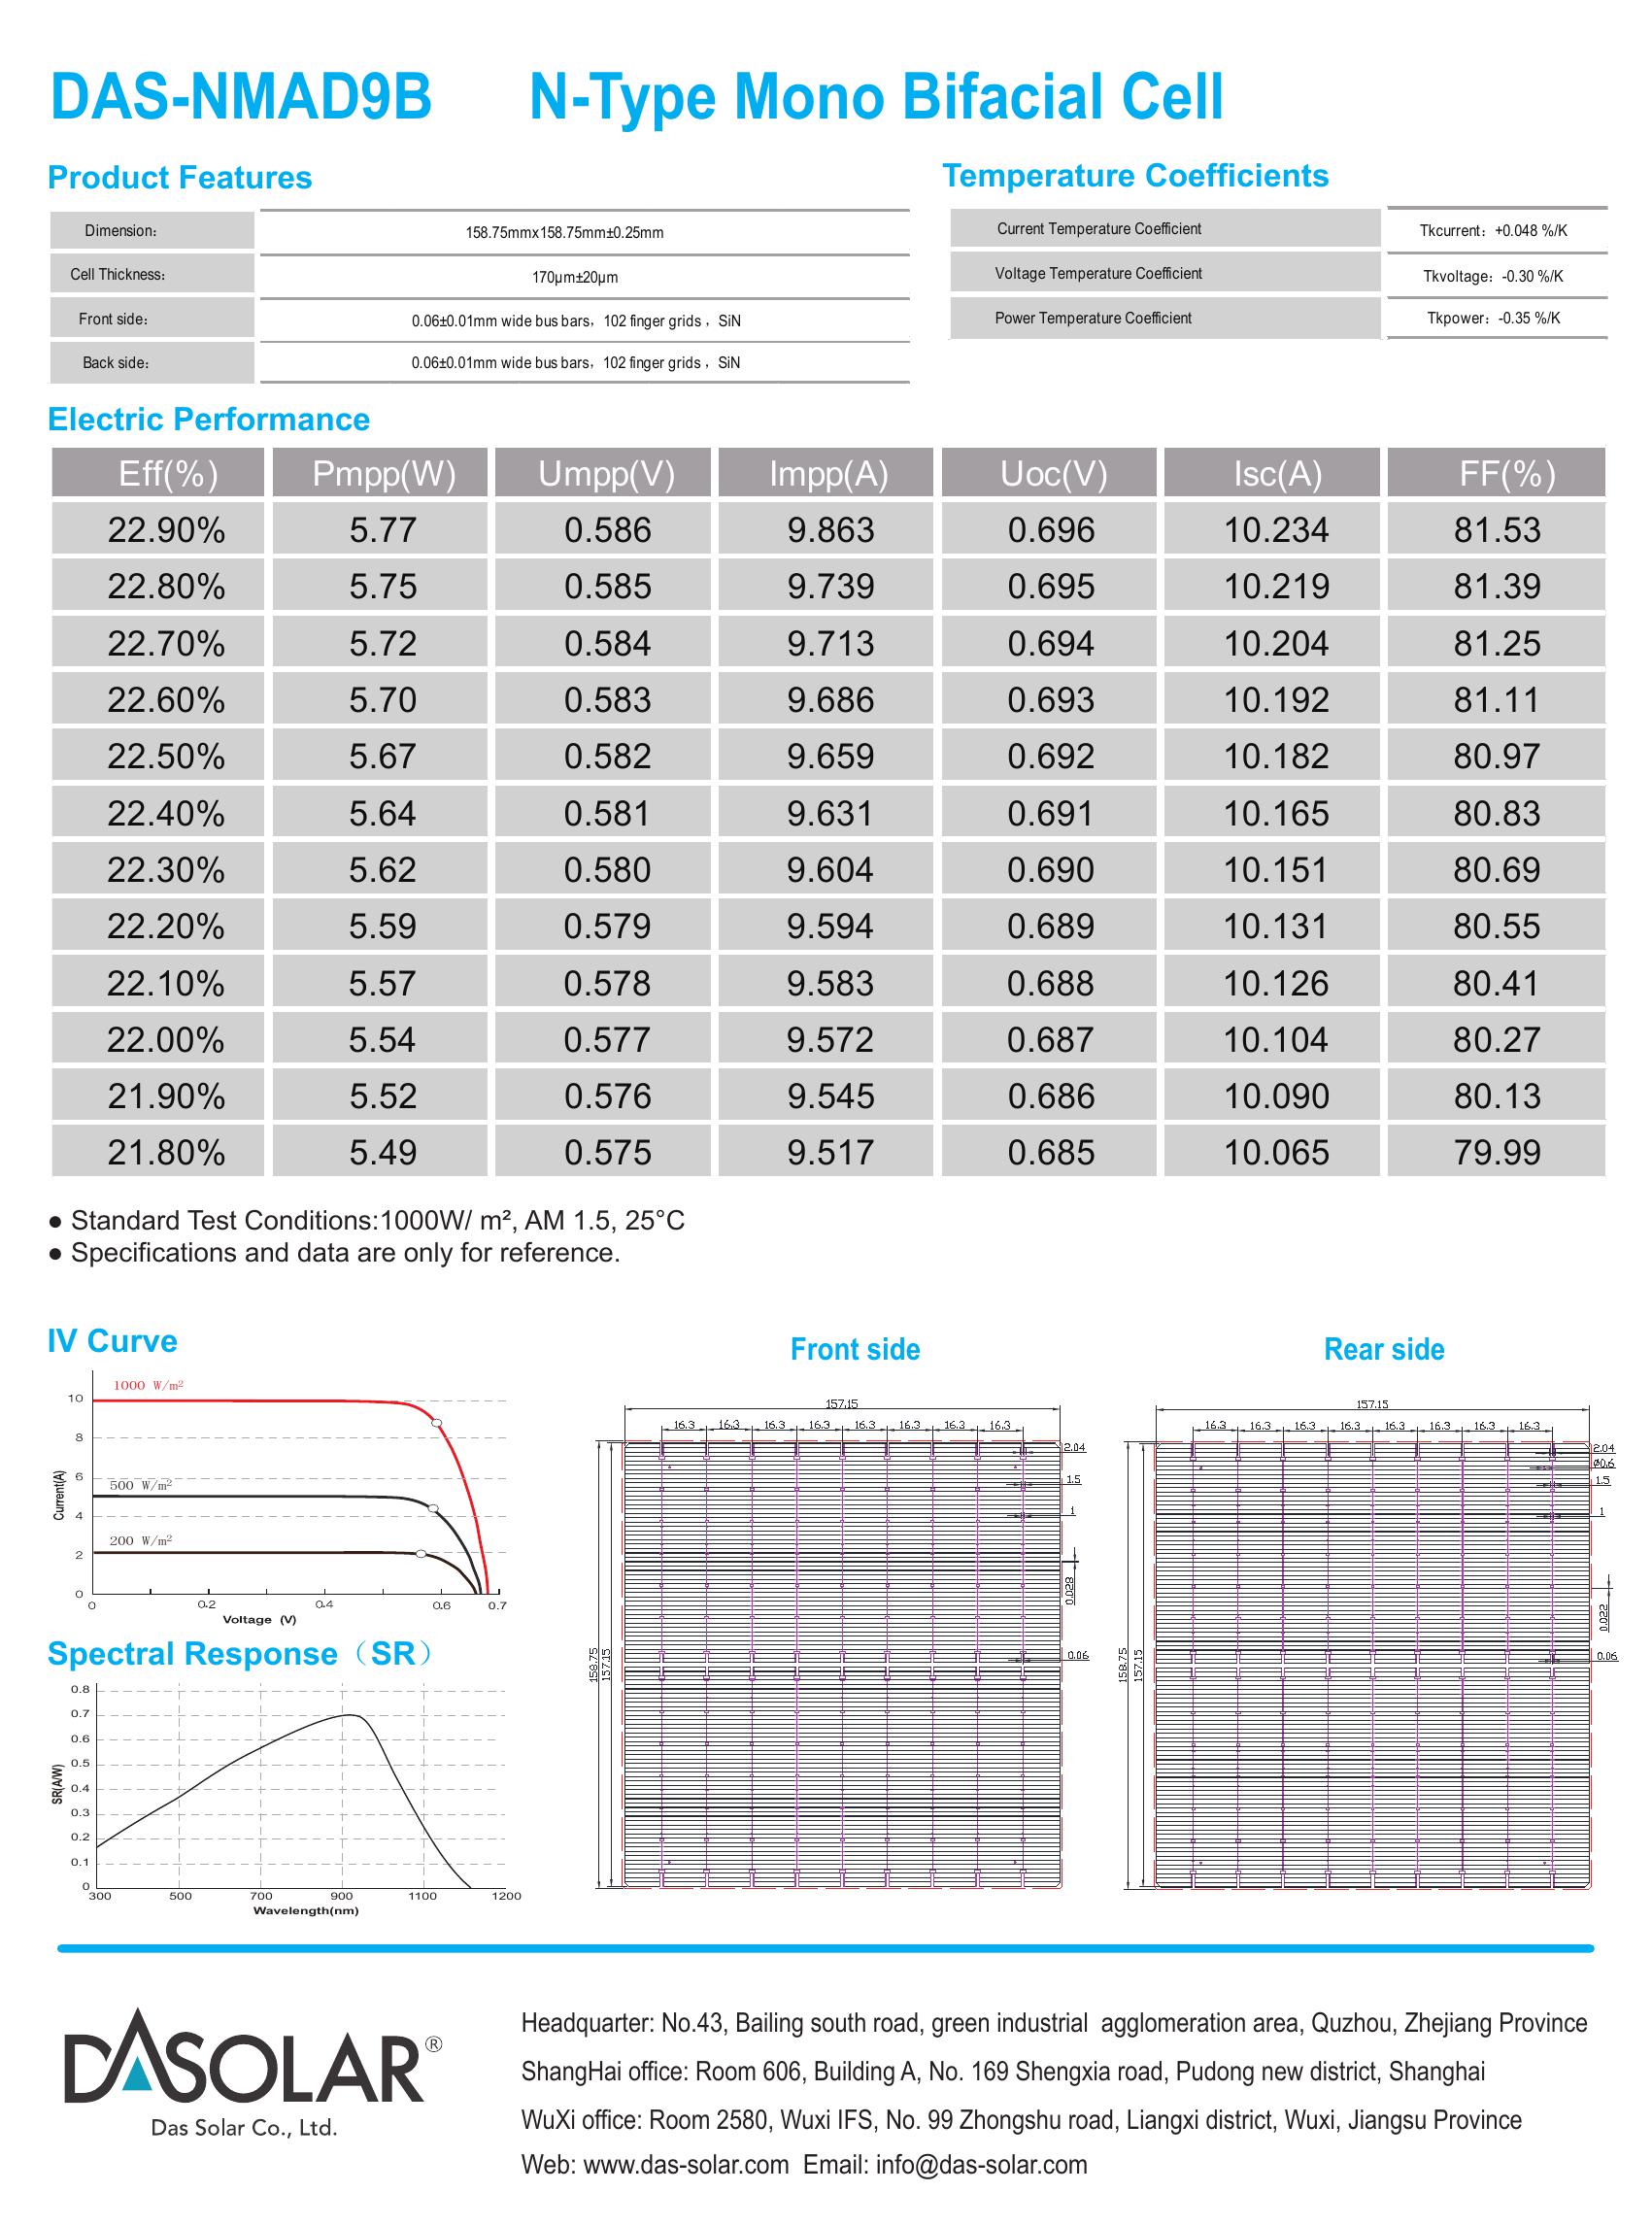 DAS-NMAD9B N-Type Mono Bifacial Cell
Product Features
Dimension： 158.75mmx158.75mm±0.25mm
Cell Thickness： 170μm±20μm
Front side： 0.06±0.01mm wide bus bars，102 finger grids ，SiN
Back side： 0.06±0.01mm wide bus bars，102 finger grids ，SiN
Temperature Coefficients
Current Temperature Coefficient Tkcurrent：+0.048 %/K
Voltage Temperature Coefficient Tkvoltage：-0.30 %/K
Power Temperature Coefficient Tkpower：-0.35 %/K
Electric Performance
Eff(%) Pmpp(W) Umpp(V) Impp(A) Uoc(V) Isc(A) FF(%)
22.90% 5.77 0.586 9.863 0.696 10.234 81.53
22.80% 5.75 0.585 9.739 0.695 10.219 81.39
22.70% 5.72 0.584 9.713 0.694 10.204 81.25
22.60% 5.70 0.583 9.686 0.693 10.192 81.11
22.50% 5.67 0.582 9.659 0.692 10.182 80.97
22.40% 5.64 0.581 9.631 0.691 10.165 80.83
22.30% 5.62 0.580 9.604 0.690 10.151 80.69
22.20% 5.59 0.579 9.594 0.689 10.131 80.55
22.10% 5.57 0.578 9.583 0.688 10.126 80.41
22.00% 5.54 0.577 9.572 0.687 10.104 80.27
21.90% 5.52 0.576 9.545 0.686 10.090 80.13
21.80% 5.49 0.575 9.517 0.685 10.065 79.99
● Standard Test Conditions:1000W/ m², AM 1.5, 25°C
● Specifications and data are only for reference.
IV Curve
1000 W/m²
500 W/m²
200 W/m²
10
8
6
4
2
0
Current(A)
0 0.2 0.4 0.6 0.7
Voltage (V)
Spectral Response（SR）
0.8
0.7
0.6
0.5
0.4
0.3
0.2
0.1
0
SR(A/W)
300 500 700 900 1100 1200
Wavelength(nm)
Front side
157.15
16.3 16.3 16.3 16.3 16.3 16.3 16.3 16.3
2.04
1.5
1
0.028
0.06
158.75
157.15
Rear side
157.15
16.3 16.3 16.3 16.3 16.3 16.3 16.3 16.3
2.04
Ø0.6
1.5
1
0.022
0.06
158.75
157.15
DASOLAR®
Das Solar Co., Ltd.
Headquarter: No.43, Bailing south road, green industrial agglomeration area, Quzhou, Zhejiang Province
ShangHai office: Room 606, Building A, No. 169 Shengxia road, Pudong new district, Shanghai
WuXi office: Room 2580, Wuxi IFS, No. 99 Zhongshu road, Liangxi district, Wuxi, Jiangsu Province
Web: www.das-solar.com Email: info@das-solar.com